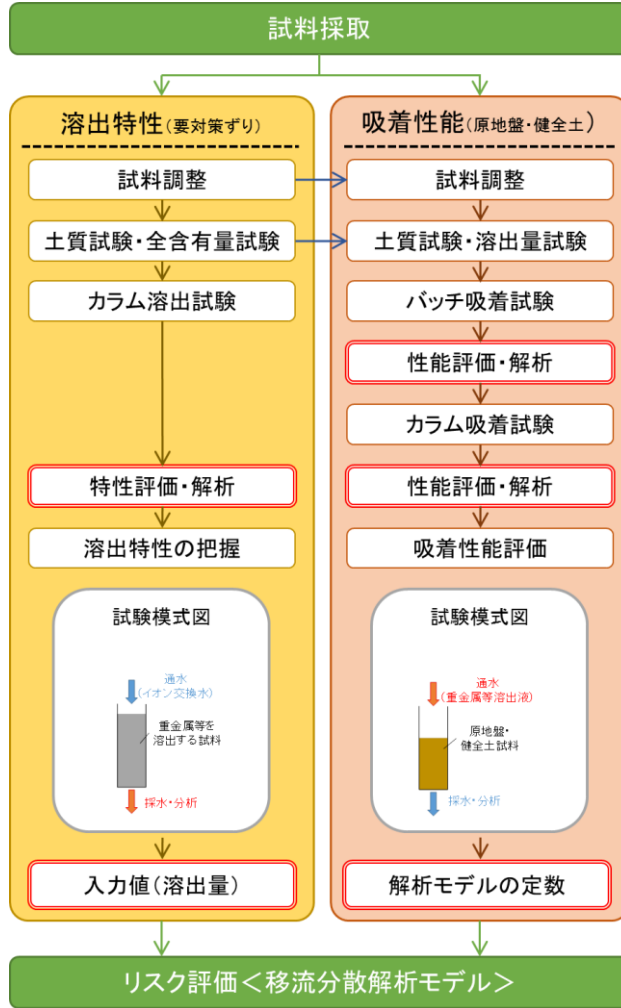 試料採取
溶出特性(要対策ずり)
試料調整
土質試験・全含有量試験
カラム溶出試験
特性評価・解析
溶出特性の把握
試験模式図
通水
(イオン交換水)
重金属等を
溶出する試料
採水・分析
入力値(溶出量)
吸着性能(原地盤・健全土)
試料調整
土質試験・溶出量試験
バッチ吸着試験
性能評価・解析
カラム吸着試験
性能評価・解析
吸着性能評価
試験模式図
通水
(重金属等溶出液)
原地盤・
健全土試料
採水・分析
解析モデルの定数
リスク評価＜移流分散解析モデル＞